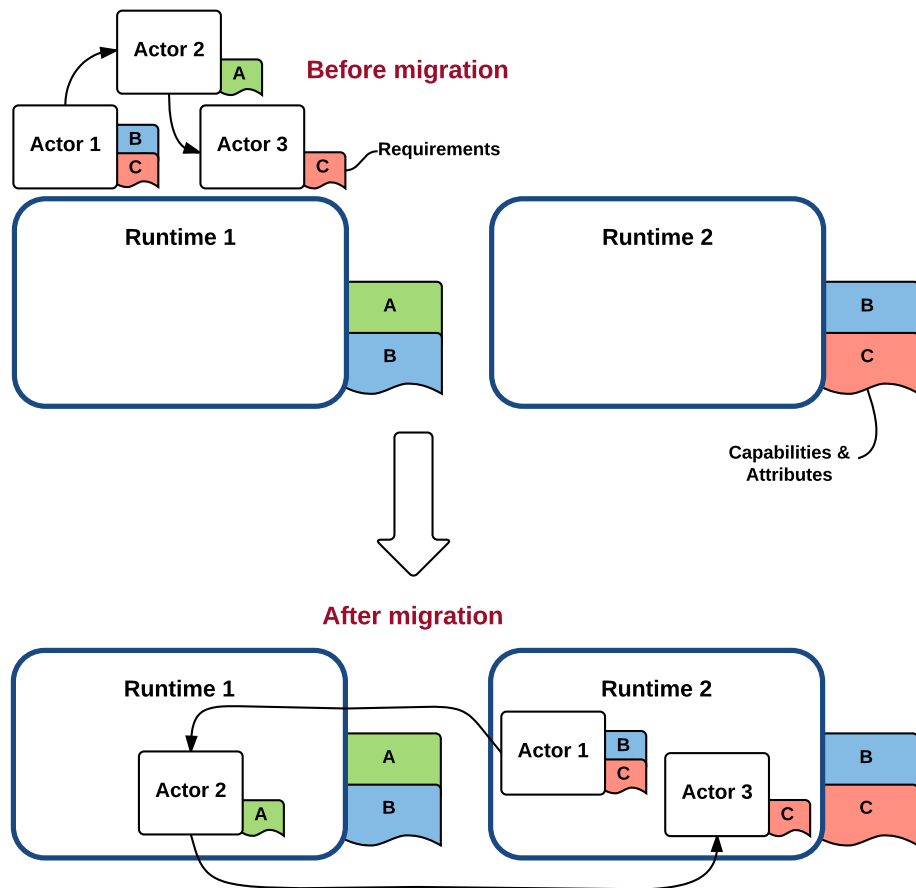 Actor 2
A
Before migration
Actor 1
B
C
Actor 3
C
Requirements
Runtime 1
A
B
Runtime 2
B
C
Capabilities &
Attributes
After migration
Runtime 1
Actor 2
A
A
B
Runtime 2
Actor 1
B
C
Actor 3
C
B
C